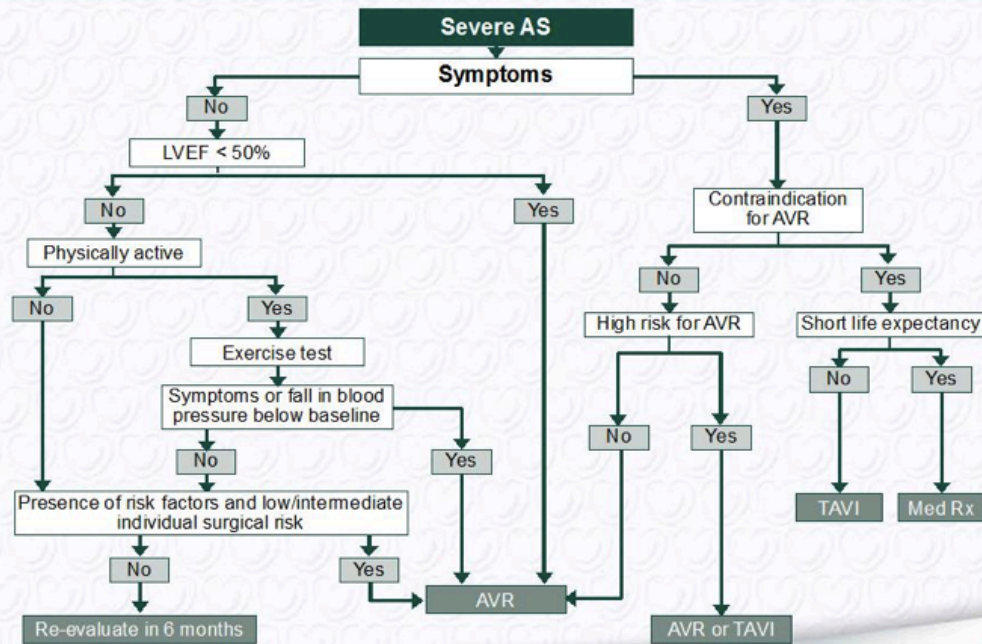 Severe AS
Symptoms
No
Yes
LVEF < 50%
No
Yes
Contraindication
for AVR
Physically active
No
Yes
No
Yes
Exercise test
High risk for AVR
Short life expectancy
Symptoms or fall in blood
pressure below baseline
No
Yes
No
Yes
No
Yes
Presence of risk factors and low/intermediate
individual surgical risk
TAVI
Med Rx
No
Yes
AVR
Re-evaluate in 6 months
AVR or TAVI